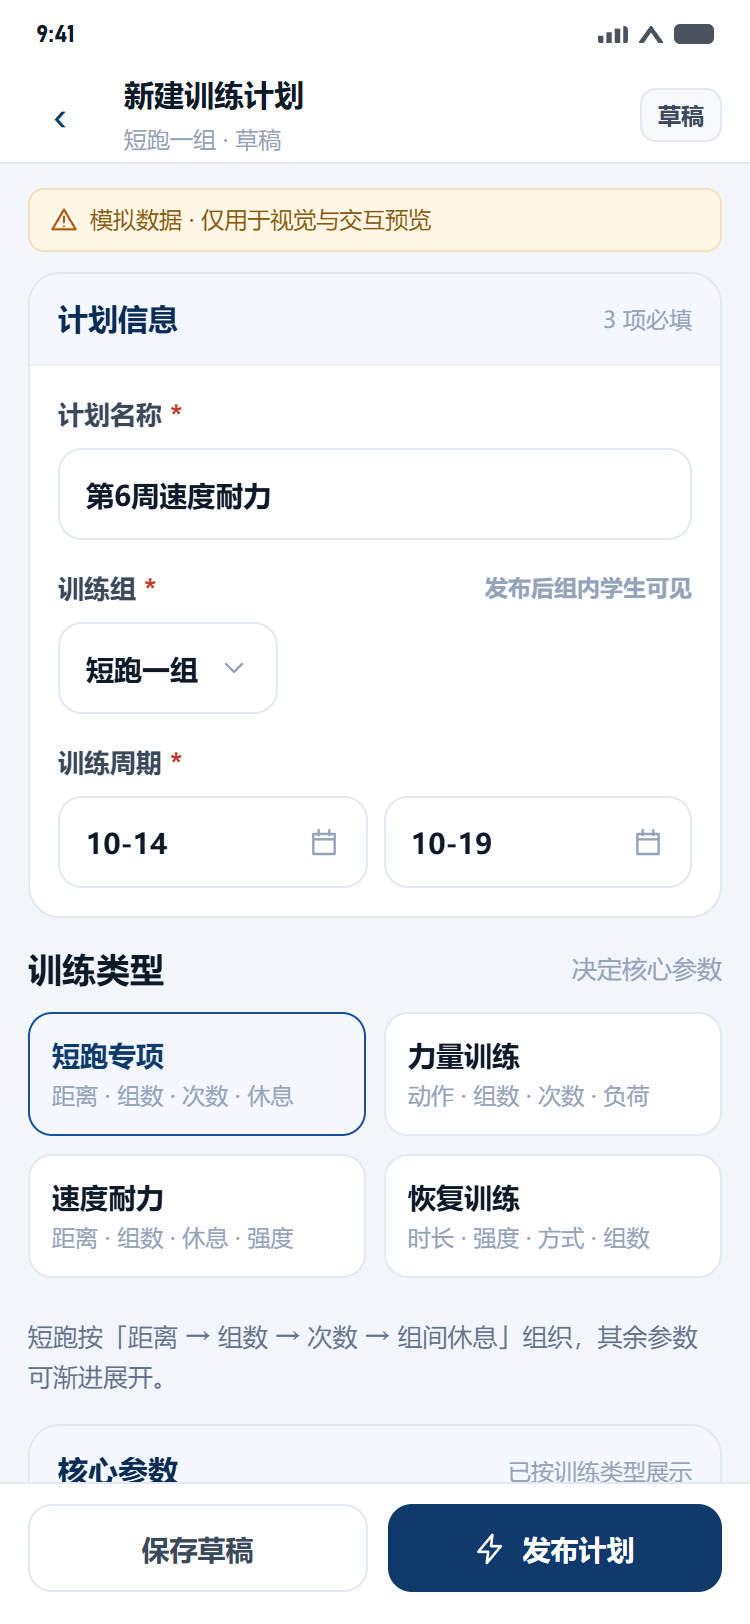 9:41
新建训练计划
短跑一组 · 草稿
草稿
模拟数据 · 仅用于视觉与交互预览
计划信息
3 项必填
计划名称 *
第6周速度耐力
训练组 *
发布后组内学生可见
短跑一组
训练周期 *
10-14
10-19
训练类型
决定核心参数
短跑专项
距离 · 组数 · 次数 · 休息
力量训练
动作 · 组数 · 次数 · 负荷
速度耐力
距离 · 组数 · 休息 · 强度
恢复训练
时长 · 强度 · 方式 · 组数
短跑按「距离 → 组数 → 次数 → 组间休息」组织，其余参数
可渐进展开。
核心参数
已按训练类型展示
保存草稿
发布计划